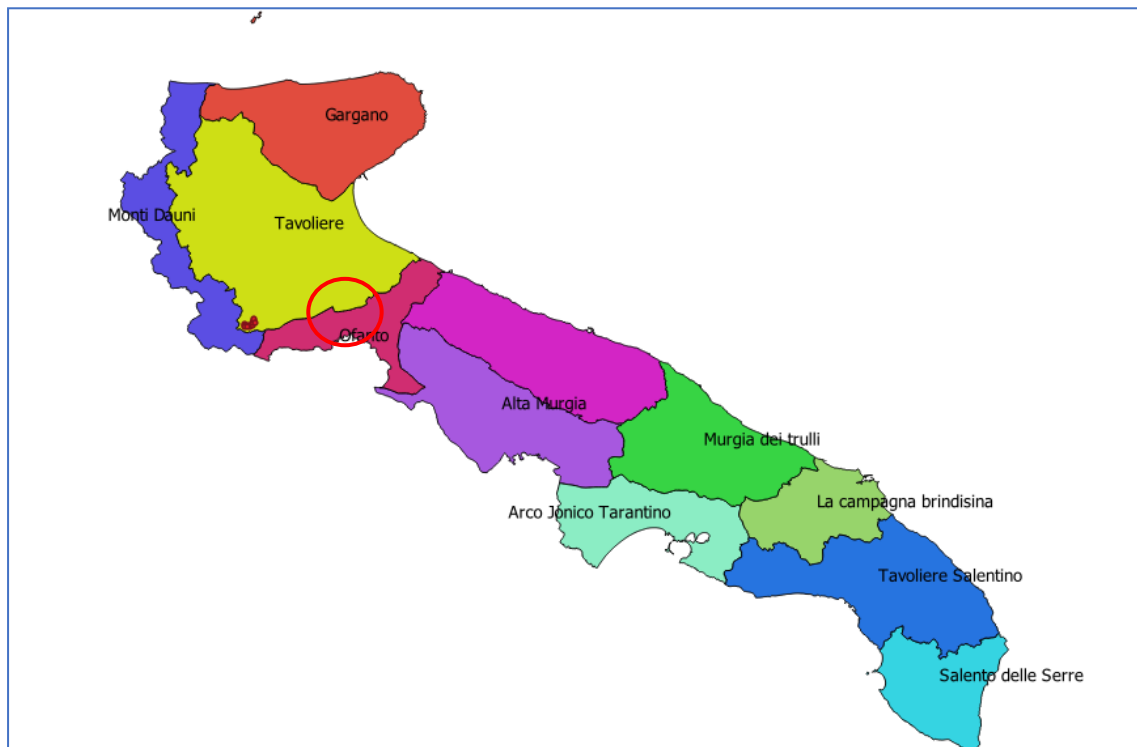 Gargano
Monti Dauni
Tavoliere
Ofanto
Alta Murgia
Murgia dei trulli
La campagna brindisina
Arco Jonico Tarantino
Tavoliere Salentino
Salento delle Serre